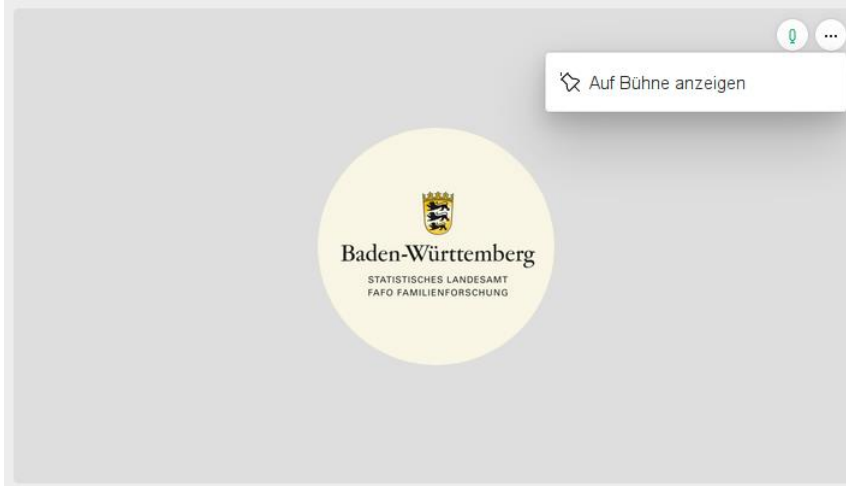 Auf Bühne anzeigen
Baden-Württemberg
STATISTISCHES LANDESAMT
FAFO FAMILIENFORSCHUNG